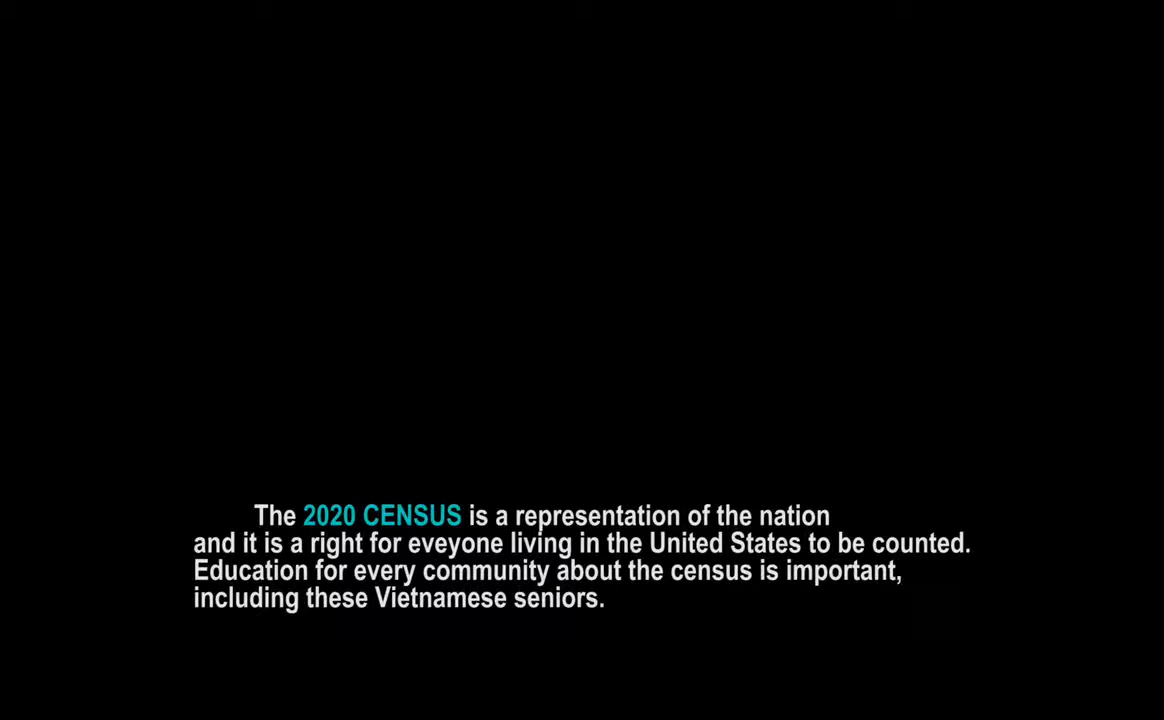 The 2020 CENSUS is a representation of the nation
and it is a right for eveyone living in the United States to be counted.
Education for every community about the census is important,
including these Vietnamese seniors.